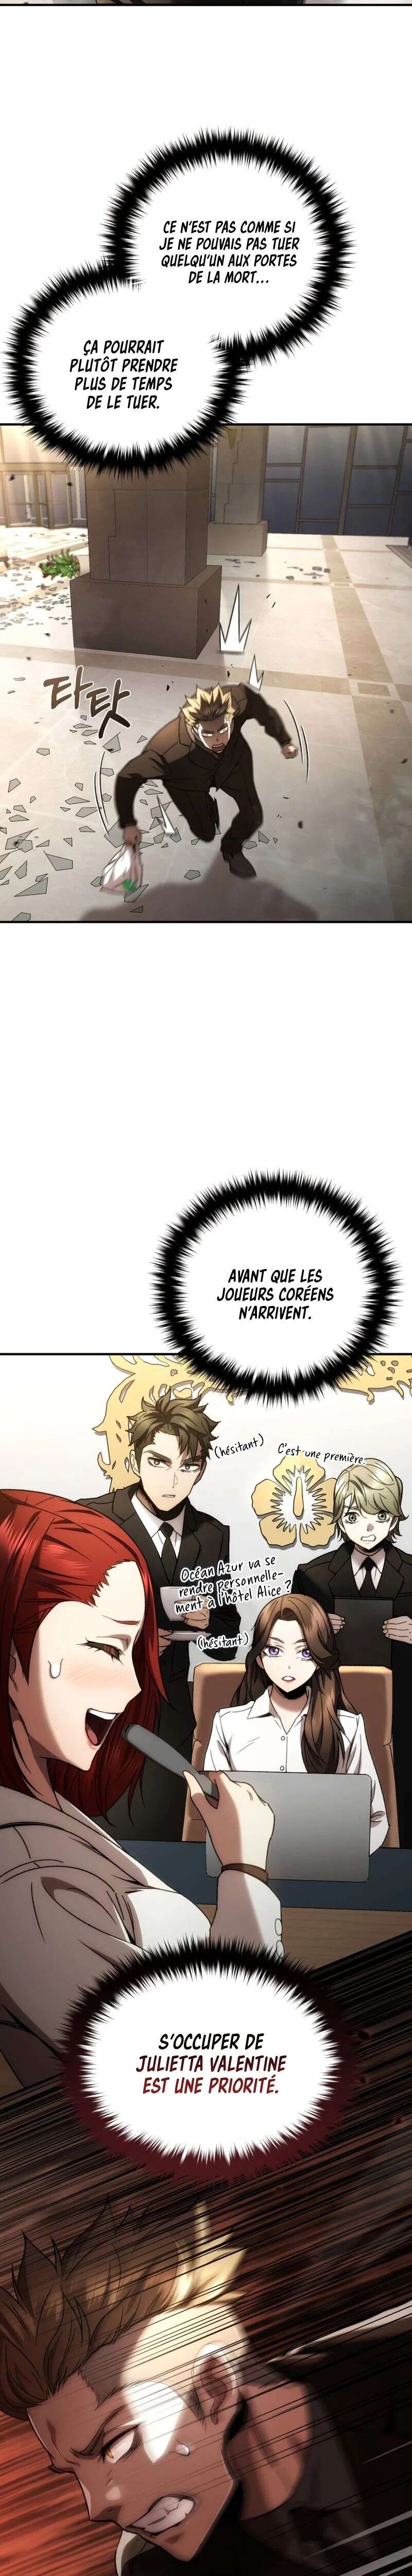 CE N'EST PAS COMME SI
JE NE POUVAIS PAS TUER
QUELQU'UN AUX PORTES
DE LA MORT...
ÇA POURRAIT
PLUTÔT PRENDRE
PLUS DE TEMPS
DE LE TUER.
타탓
AVANT QUE LES
JOUEURS CORÉENS
N'ARRIVENT.
(hésitant)
C'est une première.
Océan Azur va se
rendre personnelle-
ment à l'hôtel Alice ?
(hésitant)
S'OCCUPER DE
JULIETTA VALENTINE
EST UNE PRIORITÉ.